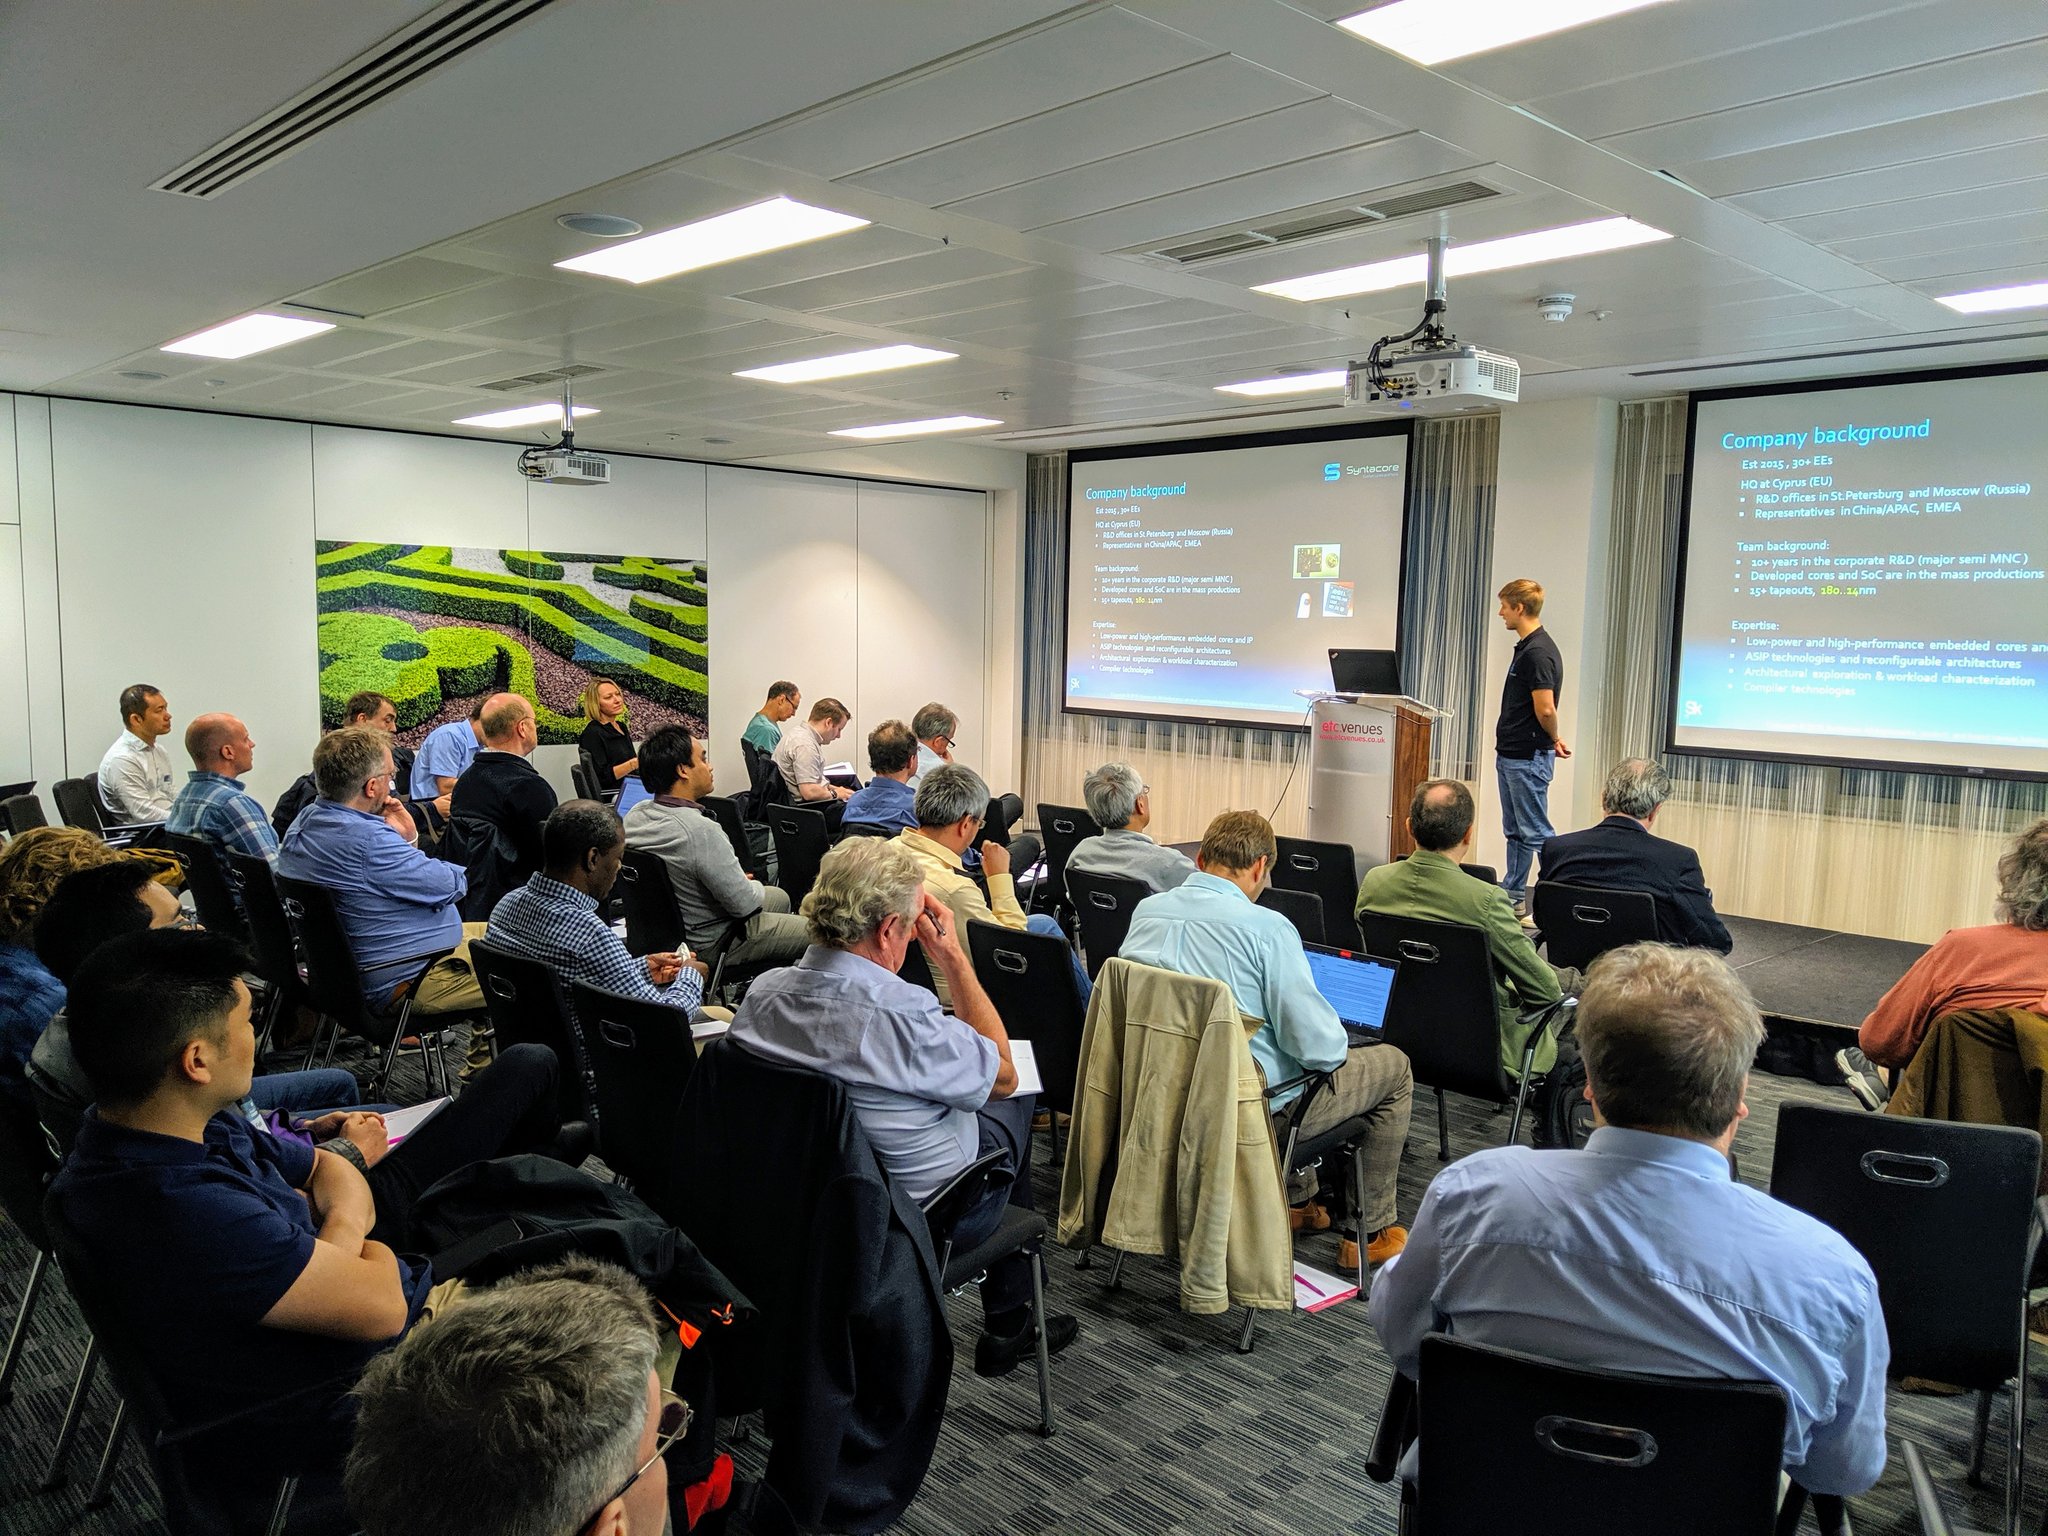 Company background
Syntacore
Est 2015 , 30+ EEs
HQ at Cyprus (EU)
R&D offices in St.Petersburg and Moscow (Russia)
Representatives in China/APAC, EMEA
Team background:
10+ years in the corporate R&D (major semi MNC )
Developed cores and SoC are in the mass productions
15+ tapeouts, 180..14nm
Expertise:
Low-power and high-performance embedded cores and IP
ASIP technologies and reconfigurable architectures
Architectural exploration & workload characterization
Compiler technologies
Sk
etc.venues
www.etcvenues.co.uk
Company background
Est 2015 , 30+ EEs
HQ at Cyprus (EU)
R&D offices in St.Petersburg and Moscow (Russia)
Representatives in China/APAC, EMEA
Team background:
10+ years in the corporate R&D (major semi MNC )
Developed cores and SoC are in the mass productions
15+ tapeouts, 180..14nm
Expertise:
Low-power and high-performance embedded cores an
ASIP technologies and reconfigurable architectures
Architectural exploration & workload characterization
Compiler technologies
Sk